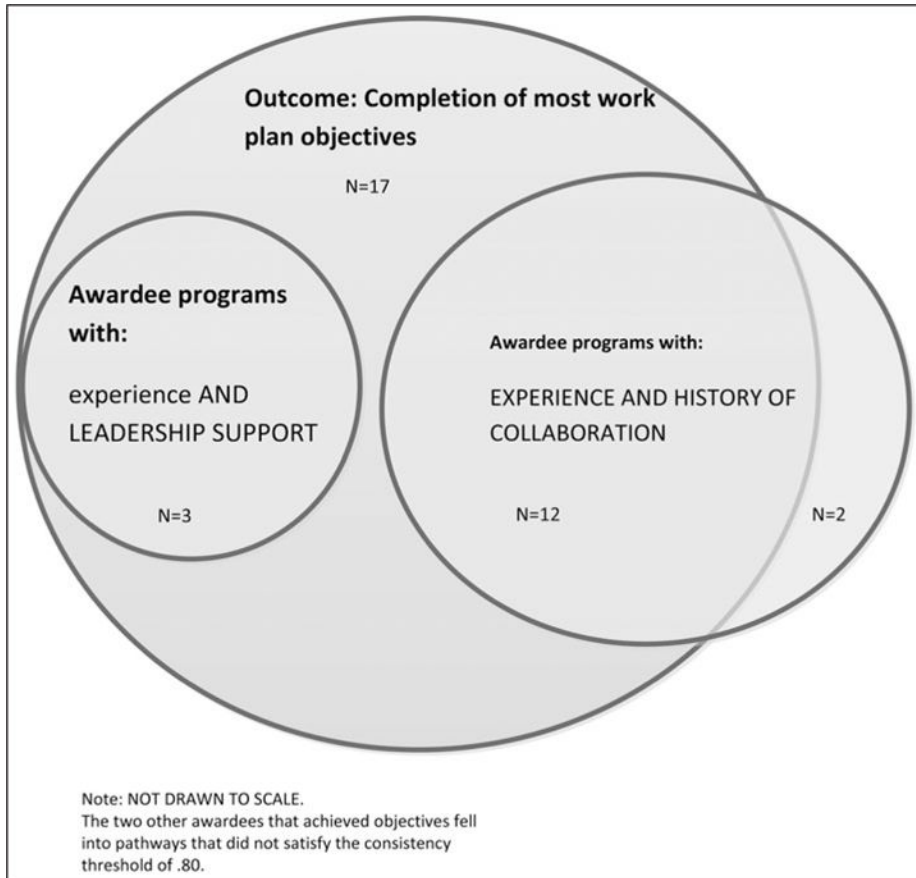 Outcome: Completion of most work
plan objectives
N=17
Awardee programs
with:
experience AND
LEADERSHIP SUPPORT
N=3
Awardee programs with:
EXPERIENCE AND HISTORY OF
COLLABORATION
N=12
N=2
Note: NOT DRAWN TO SCALE.
The two other awardees that achieved objectives fell
into pathways that did not satisfy the consistency
threshold of .80.